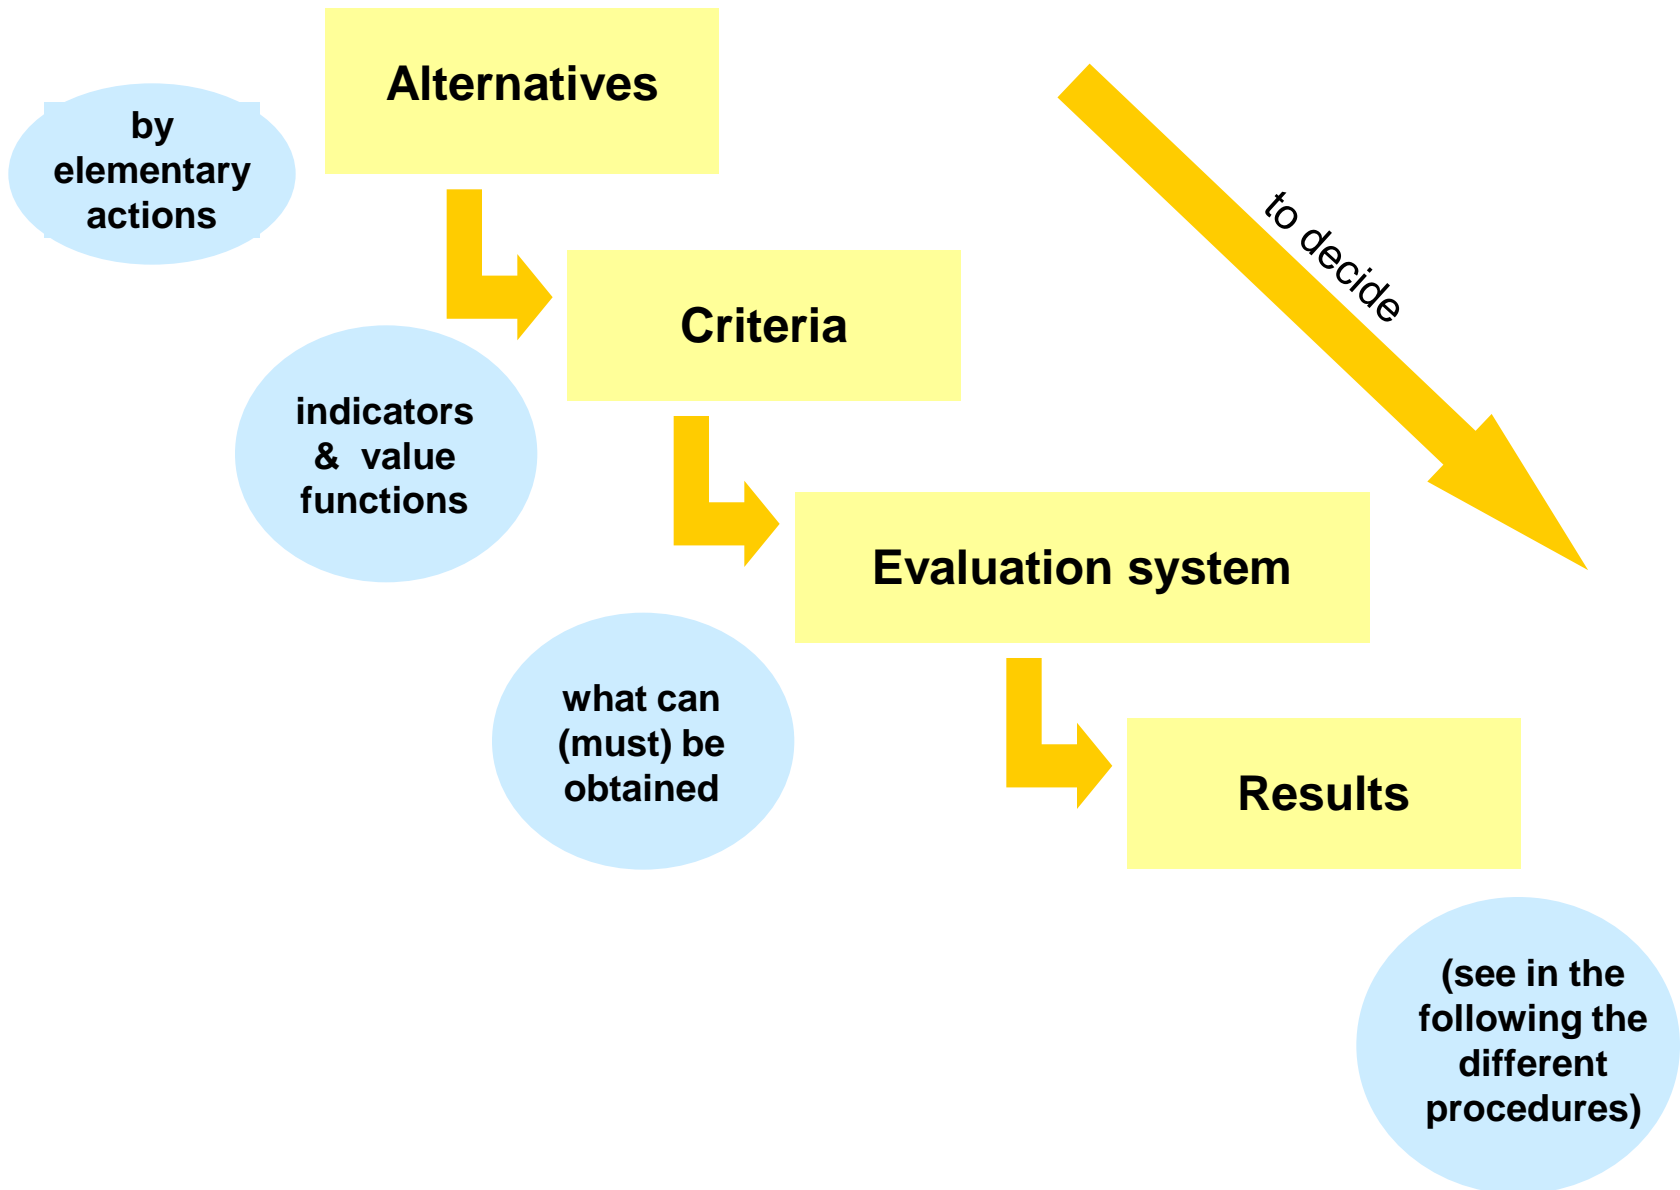 Alternatives
by
elementary
actions
to decide
Criteria
indicators
& value
functions
Evaluation system
what can
(must) be
obtained
Results
(see in the
following the
different
procedures)